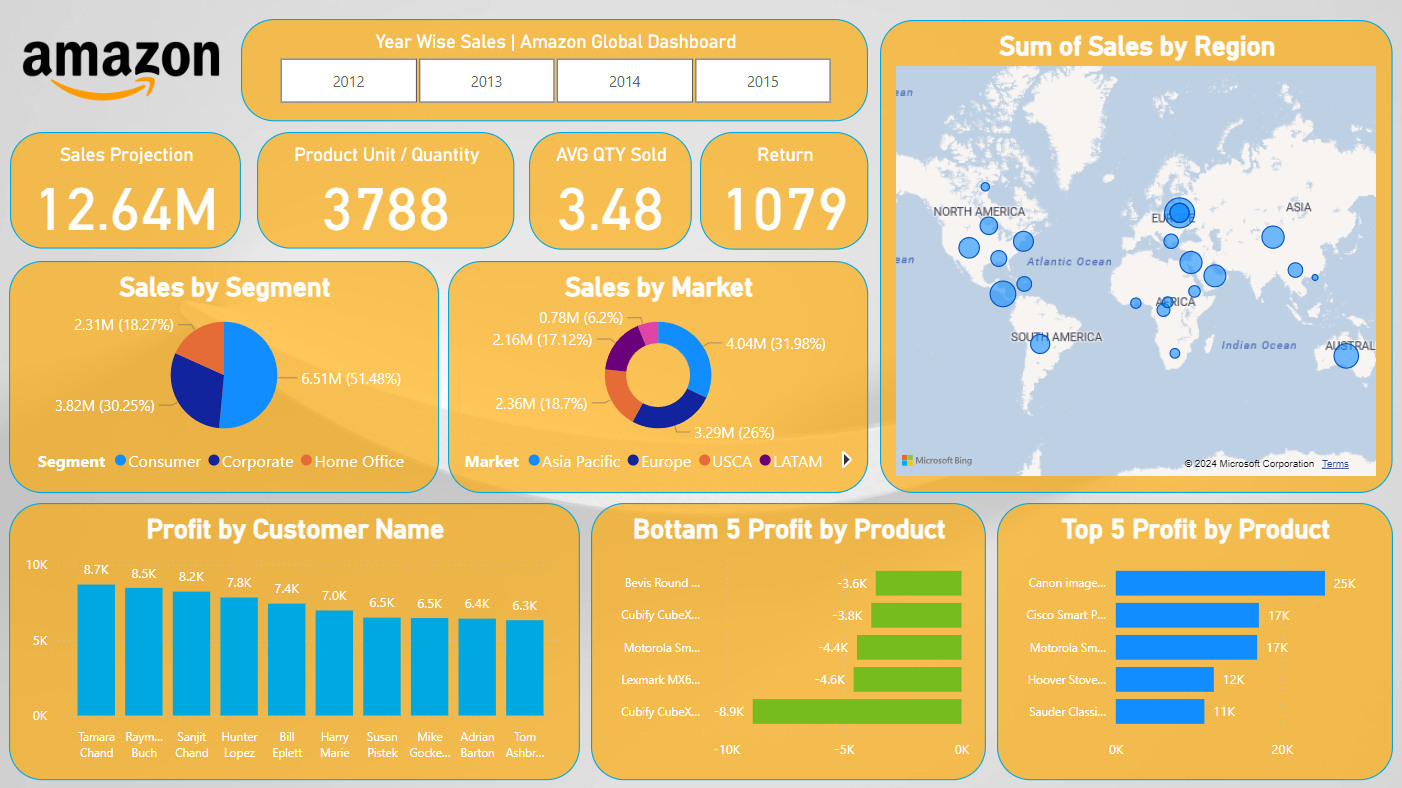 amazon
Year Wise Sales | Amazon Global Dashboard
2012
2013
2014
2015
Sales Projection
12.64M
Product Unit / Quantity
3788
AVG QTY Sold
3.48
Return
1079
Sum of Sales by Region
ean
NORTH AMERICA
EUROPE
ASIA
ean
Atlantic Ocean
AFRICA
SOUTH AMERICA
Indian Ocean
AUSTRAL
Microsoft Bing
© 2024 Microsoft Corporation Terms
Sales by Segment
2.31M (18.27%)
6.51M (51.48%)
3.82M (30.25%)
Segment Consumer Corporate Home Office
Sales by Market
0.78M (6.2%)
2.16M (17.12%)
4.04M (31.98%)
2.36M (18.7%)
3.29M (26%)
Market Asia Pacific Europe USCA LATAM
Profit by Customer Name
10K
5K
0K
8.7K
8.5K
8.2K
7.8K
7.4K
7.0K
6.5K
6.5K
6.4K
6.3K
Tamara Chand
Raym... Buch
Sanjit Chand
Hunter Lopez
Bill Eplett
Harry Marie
Susan Pistek
Mike Gocke...
Adrian Barton
Tom Ashbr...
Bottam 5 Profit by Product
Bevis Round ... -3.6K
Cubify CubeX... -3.8K
Motorola Sm... -4.4K
Lexmark MX6... -4.6K
Cubify CubeX... -8.9K
-10K -5K 0K
Top 5 Profit by Product
Canon image... 25K
Cisco Smart P... 17K
Motorola Sm... 17K
Hoover Stove... 12K
Sauder Classi... 11K
0K 20K